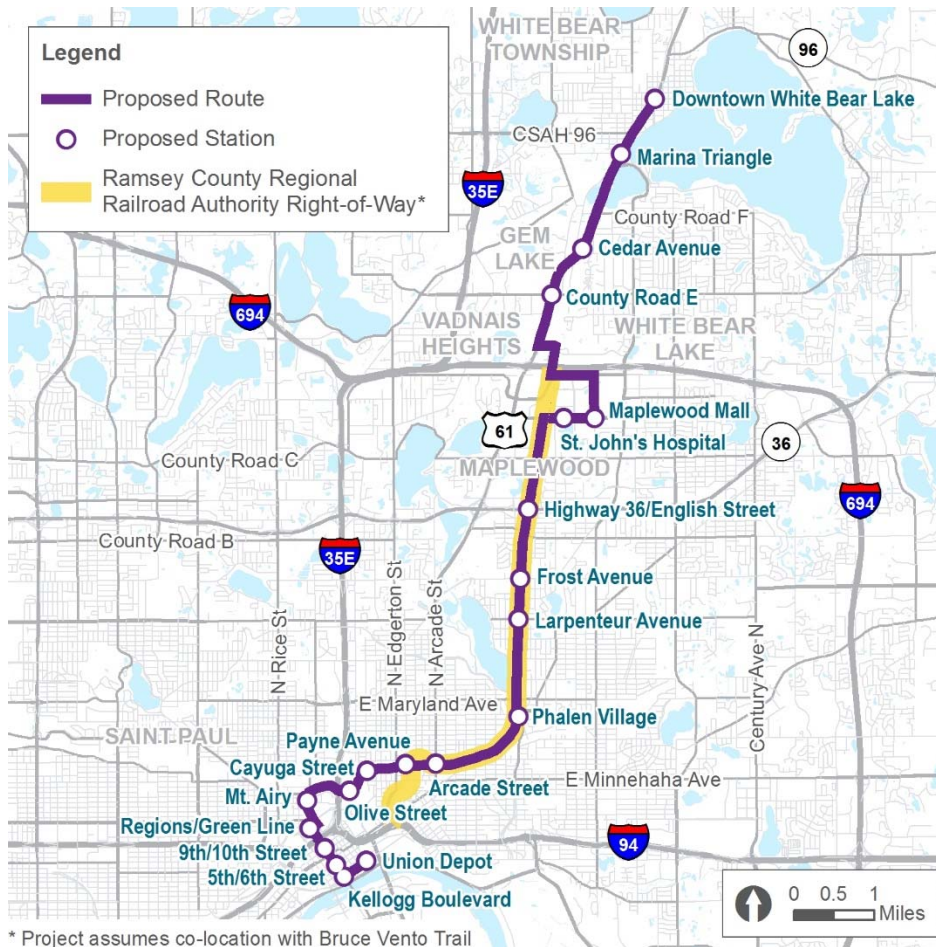 WHITE BEAR
TOWNSHIP
96
Legend
Proposed Route
Proposed Station
Ramsey County Regional
Railroad Authority Right-of-Way*
Downtown White Bear Lake
CSAH 96
Marina Triangle
35E
County Road F
GEM
LAKE
Cedar Avenue
County Road E
694
VADNAIS
HEIGHTS
WHITE BEAR
LAKE
Maplewood Mall
61
St. John's Hospital
36
County Road C
MAPLEWOOD
694
Highway 36/English Street
County Road B
35E
Frost Avenue
N Rice St
N Edgerton St
N Arcade St
Larpenteur Avenue
Century Ave N
E Maryland Ave
Phalen Village
SAINT PAUL
Payne Avenue
Cayuga Street
E Minnehaha Ave
Arcade Street
Mt. Airy
Olive Street
Regions/Green Line
94
9th/10th Street
Union Depot
5th/6th Street
Kellogg Boulevard
0 0.5 1
Miles
* Project assumes co-location with Bruce Vento Trail